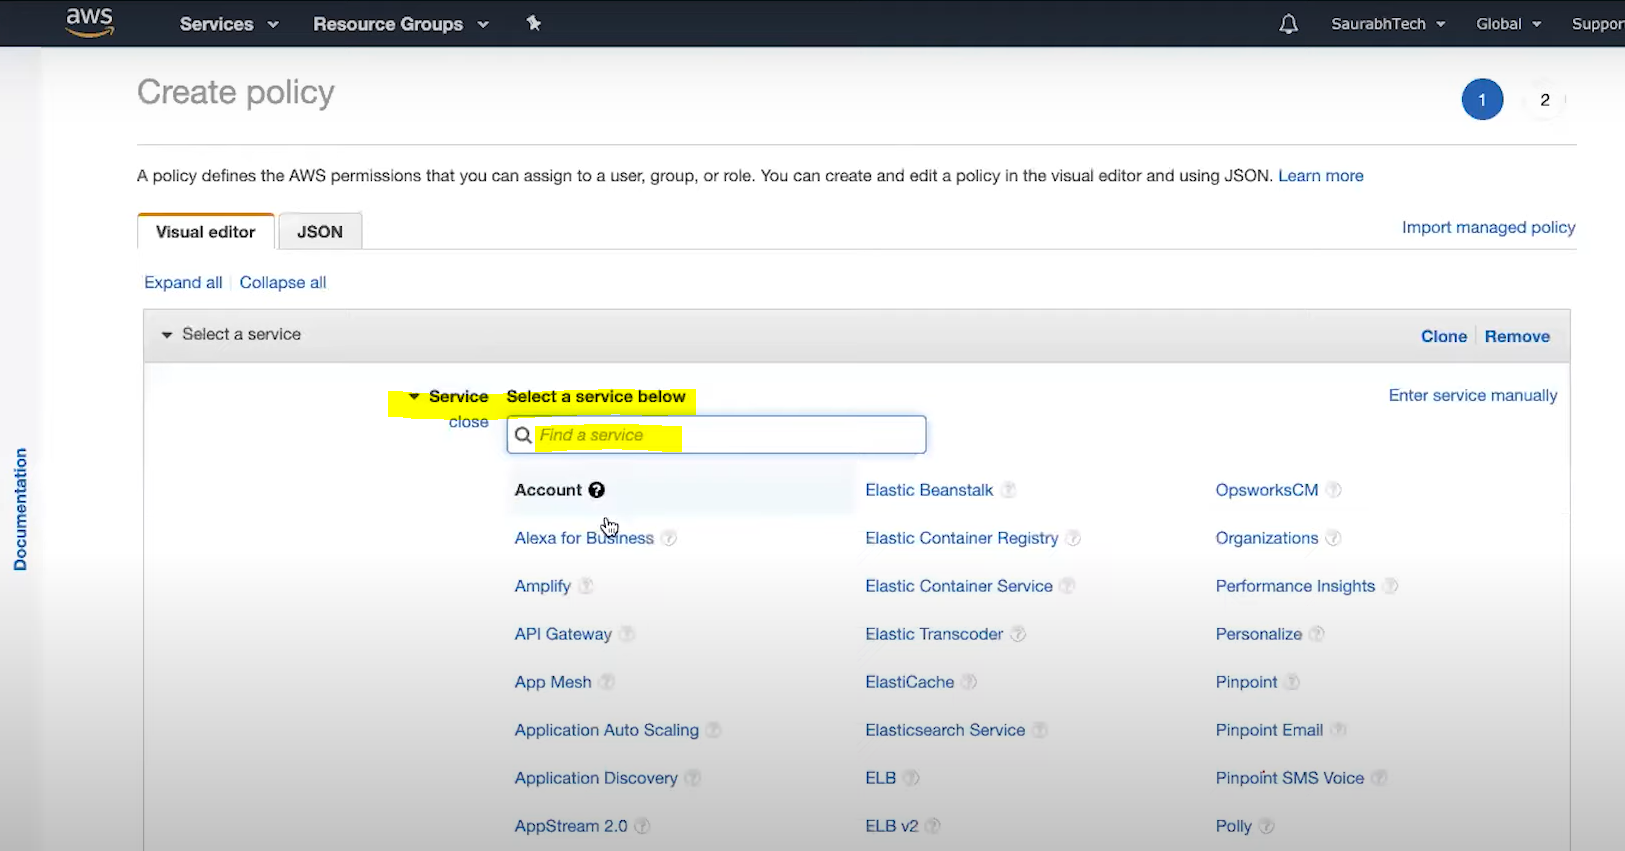 aws Services Resource Groups SaurabhTech Global Suppor
Create policy
1 2
A policy defines the AWS permissions that you can assign to a user, group, or role. You can create and edit a policy in the visual editor and using JSON. Learn more
Visual editor JSON
Import managed policy
Expand all Collapse all
Select a service
Clone Remove
Service Select a service below
Enter service manually
close
Find a service
Account ? Elastic Beanstalk ? OpsworksCM ?
Alexa for Business ? Elastic Container Registry ? Organizations ?
Amplify ? Elastic Container Service ? Performance Insights ?
API Gateway ? Elastic Transcoder ? Personalize ?
App Mesh ? ElastiCache ? Pinpoint ?
Application Auto Scaling ? Elasticsearch Service ? Pinpoint Email ?
Application Discovery ? ELB ? Pinpoint SMS Voice ?
AppStream 2.0 ? ELB v2 ? Polly ?
Documentation